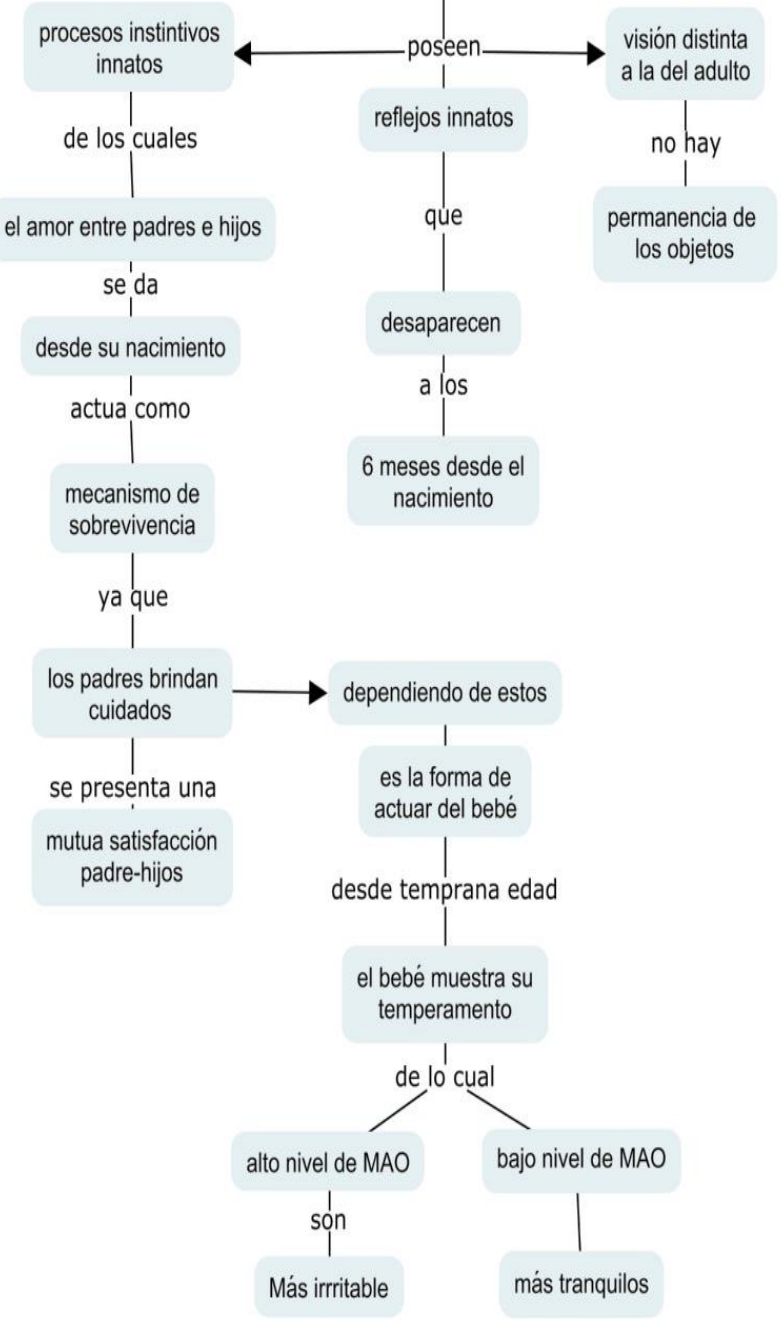 procesos instintivos
innatos
poseen
visión distinta
a la del adulto
de los cuales
reflejos innatos
no hay
el amor entre padres e hijos
que
permanencia de
los objetos
se da
desde su nacimiento
desaparecen
actua como
a los
mecanismo de
sobrevivencia
6 meses desde el
nacimiento
ya que
los padres brindan
cuidados
dependiendo de estos
se presenta una
es la forma de
actuar del bebé
mutua satisfacción
padre-hijos
desde temprana edad
el bebé muestra su
temperamento
de lo cual
alto nivel de MAO
bajo nivel de MAO
son
Más irrritable
más tranquilos